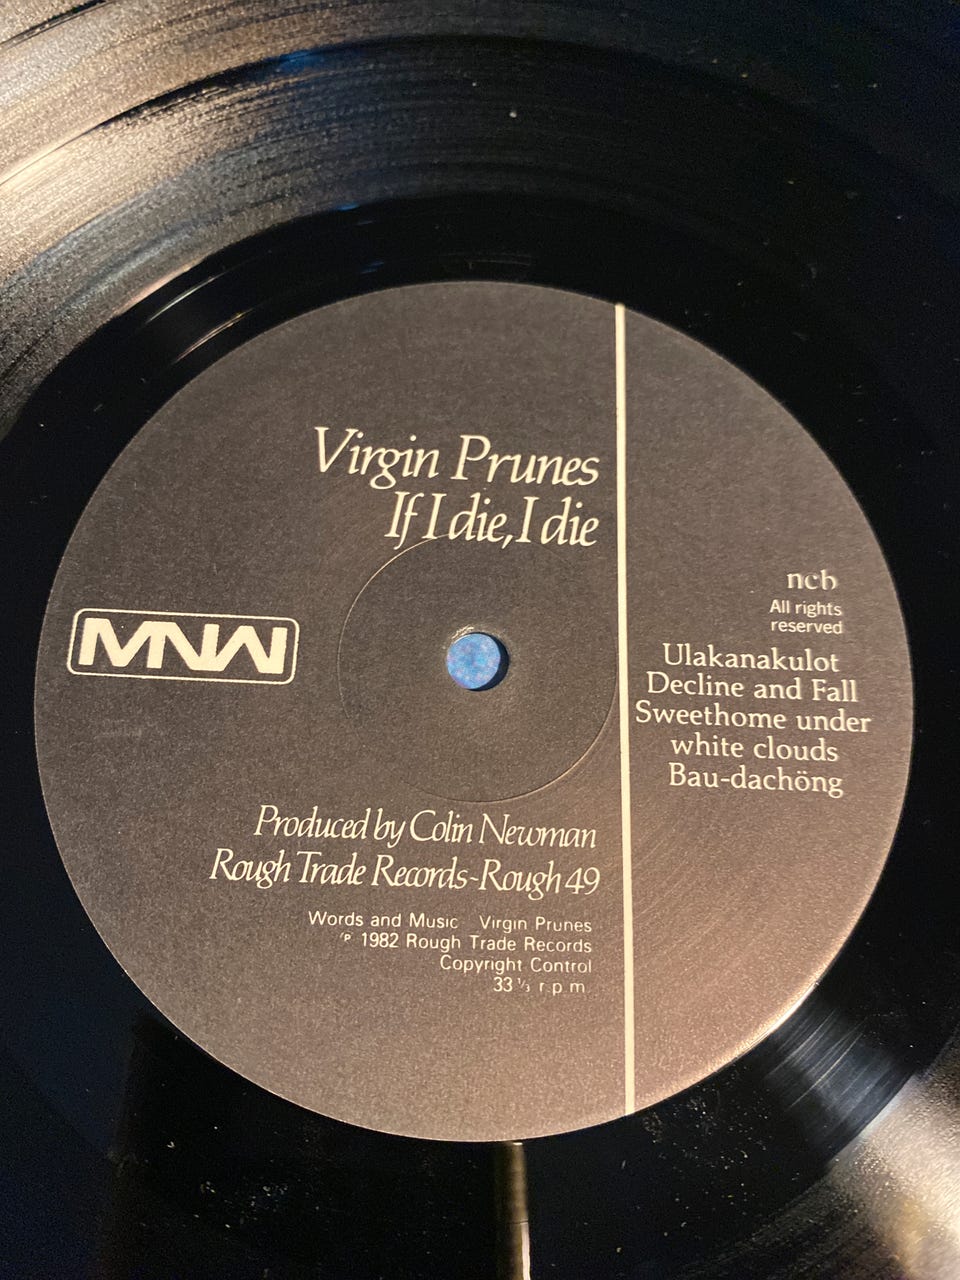 Virgin Prunes
If I die, I die
MNW
ncb
All rights
reserved
Ulakanakulot
Decline and Fall
Sweethome under
white clouds
Bau-dachöng
Produced by Colin Newman
Rough Trade Records-Rough 49
Words and Music Virgin Prunes
℗ 1982 Rough Trade Records
Copyright Control
33 ⅓ r p m